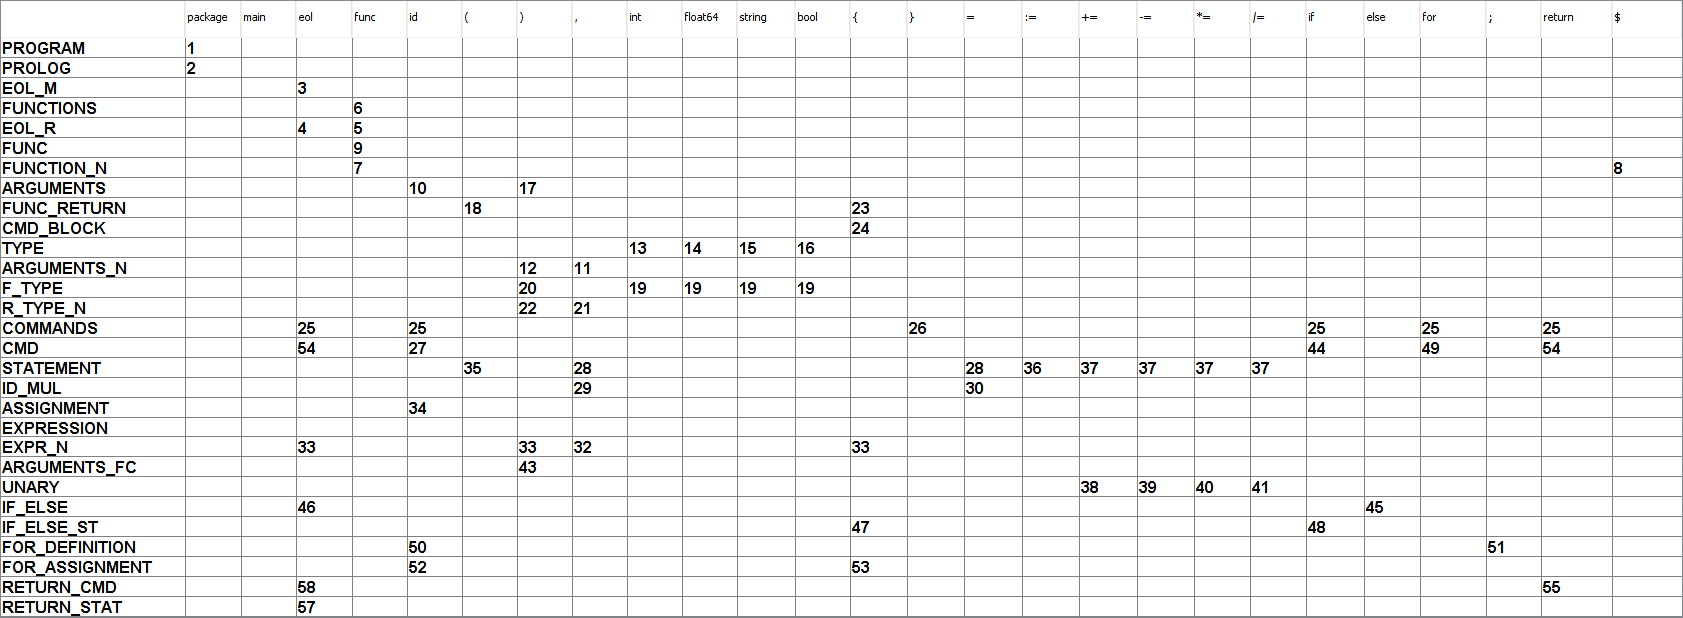 package main eol func id ( ) , int float64 string bool { } = := += -= *= /= if else for ; return $
PROGRAM 1
PROLOG 2
EOL_M 3
FUNCTIONS 6
EOL_R 4 5
FUNC 9
FUNCTION_N 7 8
ARGUMENTS 10 17
FUNC_RETURN 18 23
CMD_BLOCK 24
TYPE 13 14 15 16
ARGUMENTS_N 12 11
F_TYPE 20 19 19 19 19
R_TYPE_N 22 21
COMMANDS 25 25 26 25 25 25
CMD 54 27 44 49 54
STATEMENT 35 28 28 36 37 37 37 37
ID_MUL 29 30
ASSIGNMENT 34
EXPRESSION
EXPR_N 33 33 32 33
ARGUMENTS_FC 43
UNARY 38 39 40 41
IF_ELSE 46 45
IF_ELSE_ST 47 48
FOR_DEFINITION 50 51
FOR_ASSIGNMENT 52 53
RETURN_CMD 58 55
RETURN_STAT 57